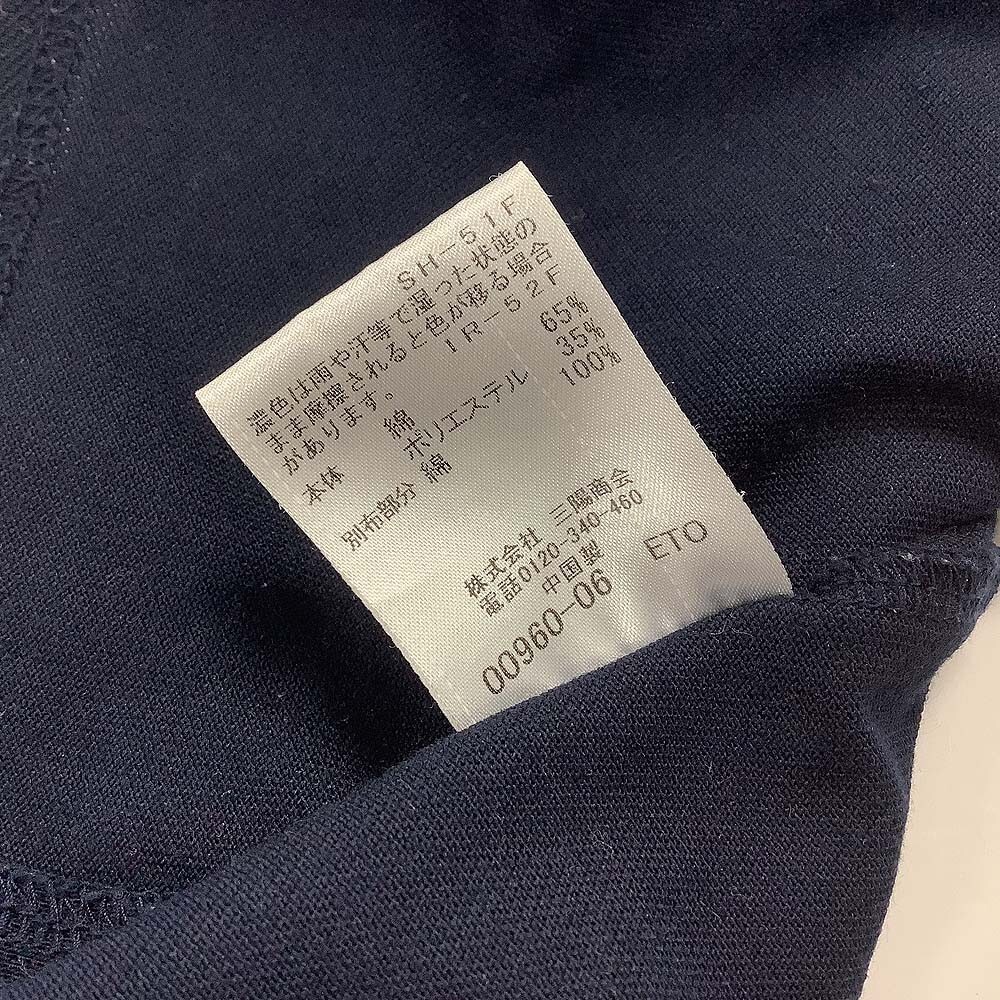 SH-51F
濃色は雨や汗等で湿った状態の
まま摩擦されると色が移る場合
があります。
IR-52F
本体 綿 65%
ポリエステル 35%
別布部分 綿 100%
株式会社 三陽商会
電話0120-340-460
中国製
00960-06 ETO